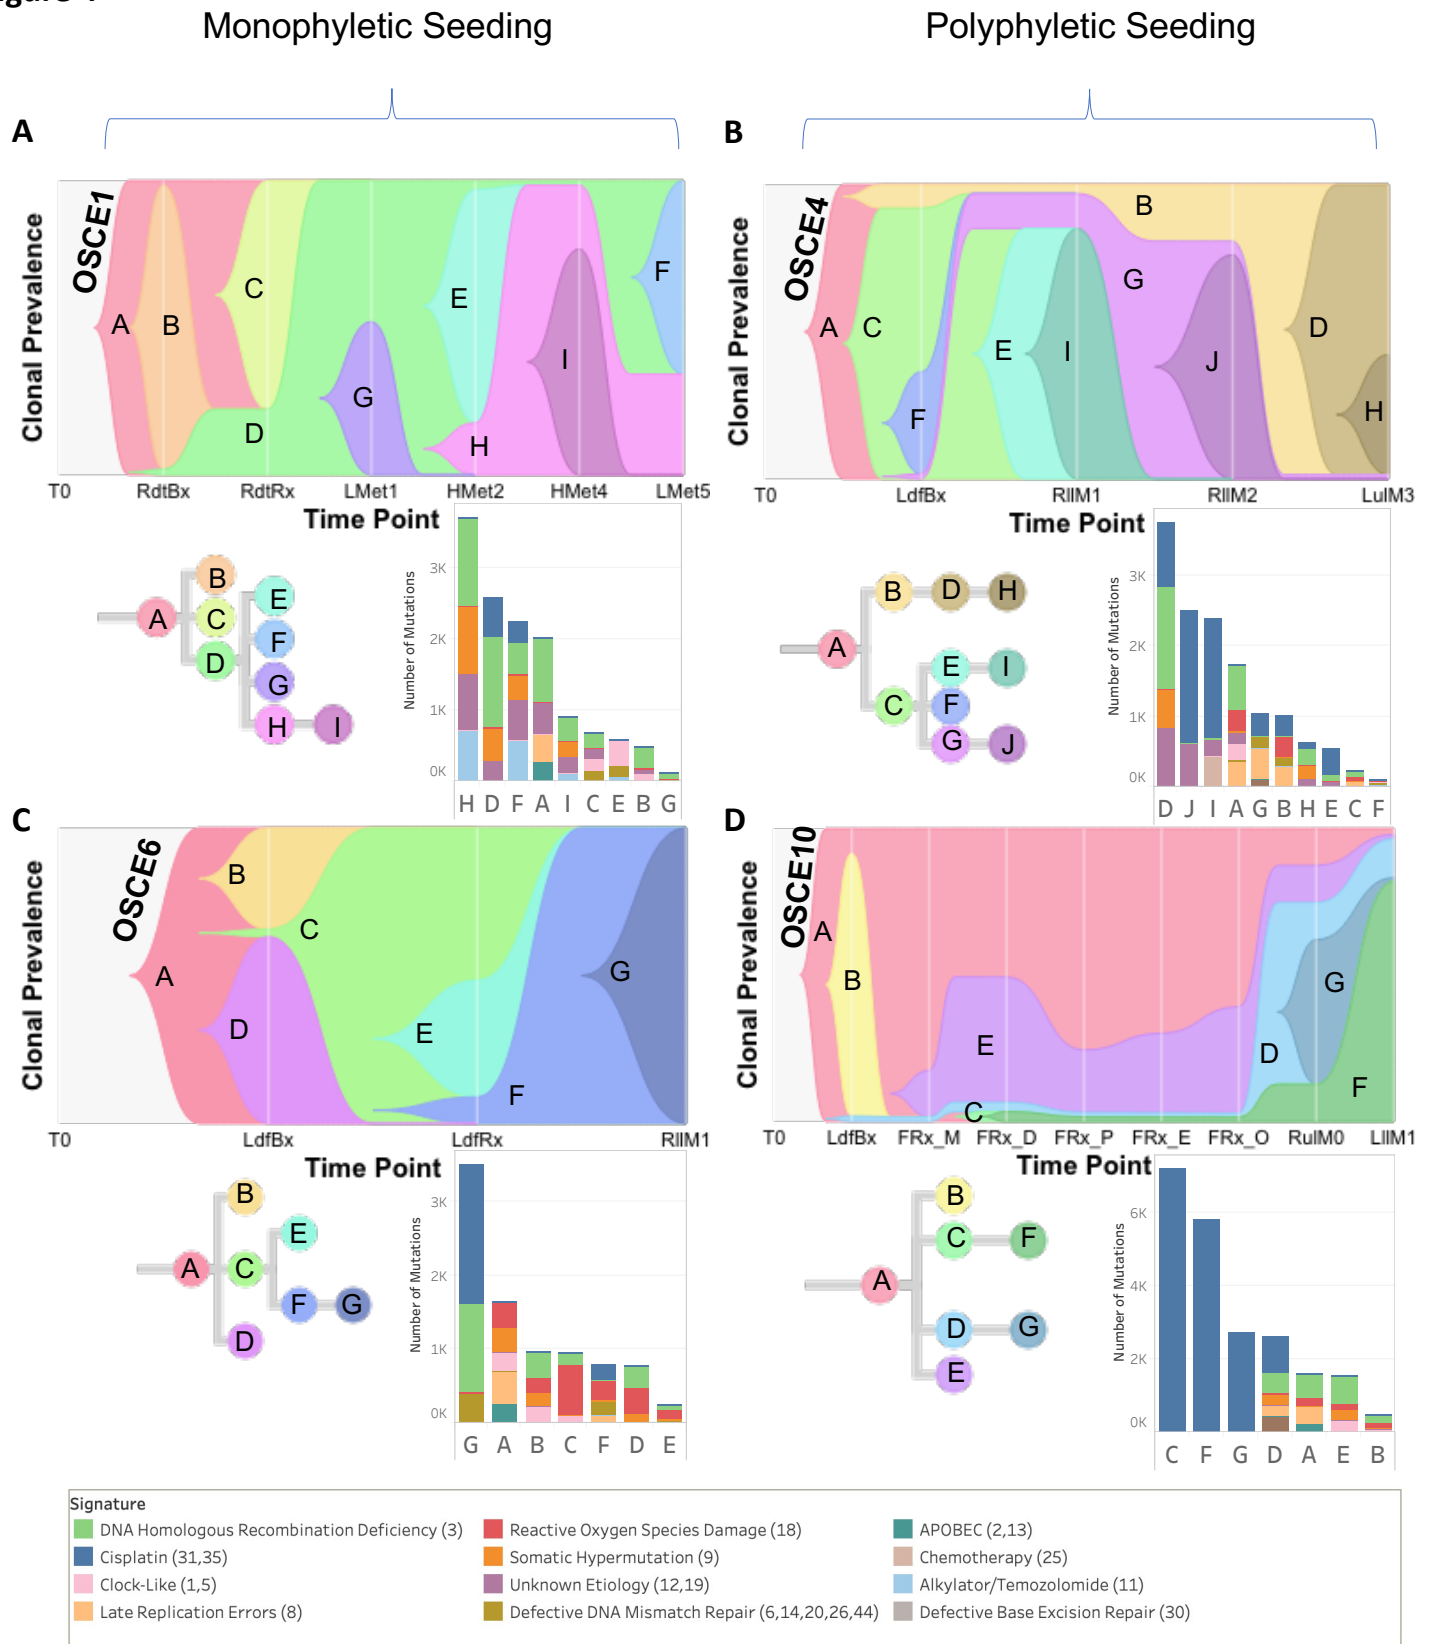 Monophyletic Seeding
Polyphyletic Seeding
A
OSCE1
Clonal Prevalence
A
B
C
D
G
E
H
I
F
T0 RdtBx RdtRx LMet1 HMet2 HMet4 LMet5
Time Point
A
B
C
D
E
F
G
H
I
Number of Mutations
3K
2K
1K
0K
H D F A I C E B G
B
OSCE4
Clonal Prevalence
A
C
F
E
I
B
G
J
D
H
T0 LdfBx RllM1 RllM2 LulM3
Time Point
A
B
D
H
C
E
I
F
G
J
Number of Mutations
3K
2K
1K
0K
D J I A G B H E C F
C
OSCE6
Clonal Prevalence
A
B
C
D
E
F
G
T0 LdfBx LdfRx RllM1
Time Point
A
B
C
D
E
F
G
Number of Mutations
3K
2K
1K
0K
G A B C F D E
D
OSCE10
Clonal Prevalence
A
B
E
C
D
G
F
T0 LdfBx FRx_M FRx_D FRx_P FRx_E FRx_O RulM0 LllM1
Time Point
A
B
C
F
D
G
E
Number of Mutations
6K
4K
2K
0K
C F G D A E B
Signature
DNA Homologous Recombination Deficiency (3)
Cisplatin (31,35)
Clock-Like (1,5)
Late Replication Errors (8)
Reactive Oxygen Species Damage (18)
Somatic Hypermutation (9)
Unknown Etiology (12,19)
Defective DNA Mismatch Repair (6,14,20,26,44)
APOBEC (2,13)
Chemotherapy (25)
Alkylator/Temozolomide (11)
Defective Base Excision Repair (30)